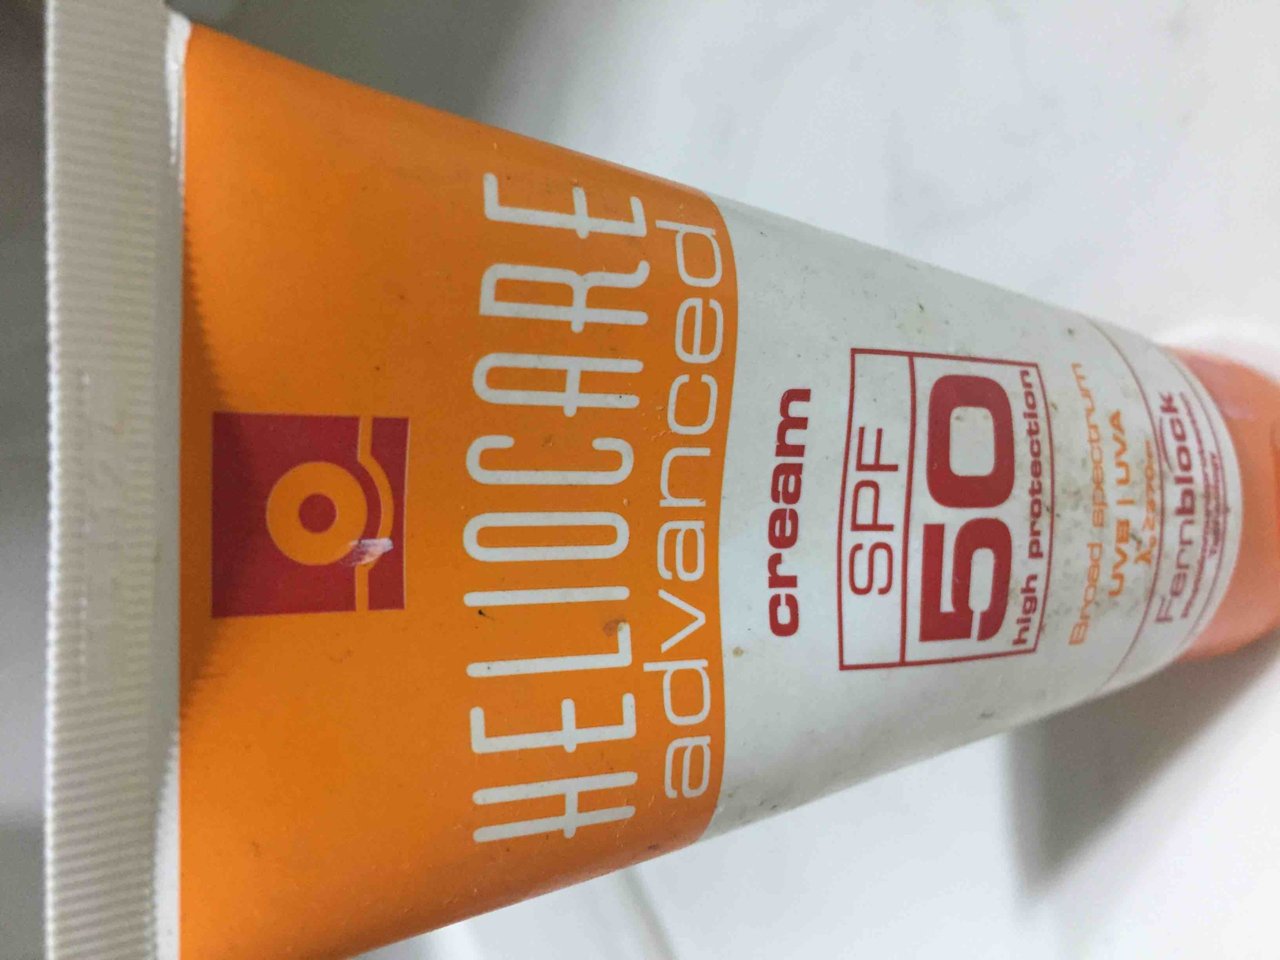 HELIOCARE
advanced
cream
SPF
50
high protection
Broad spectrum
UVB | UVA
Fernblock